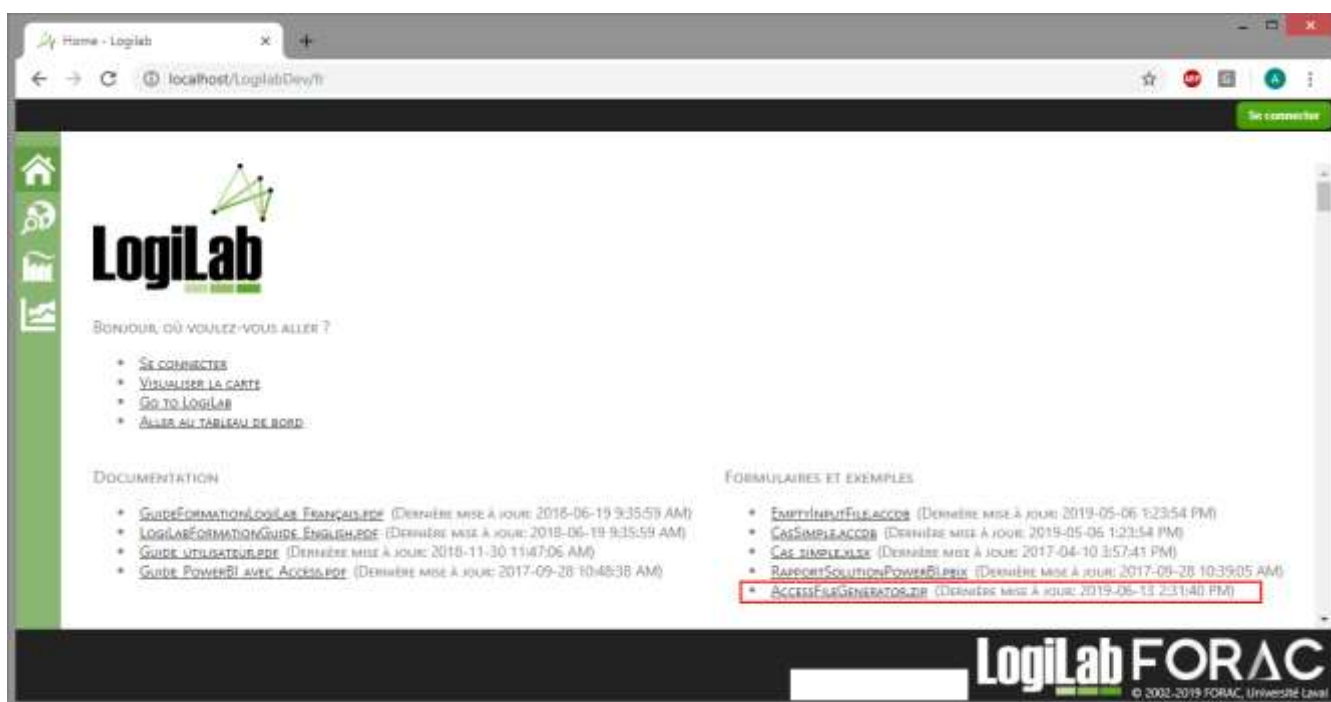 Home - Logilab
localhost/LogilabDev/fr
Se connecter
LogiLab
Bonjour, où voulez-vous aller ?
Se connecter
Visualiser la carte
Go to LogiLab
Aller au tableau de bord
Documentation
GuideFormationLogiLab_Français.pdf (Dernière mise à jour: 2018-06-19 9:35:59 AM)
LogiLabFormationGuide_English.pdf (Dernière mise à jour: 2018-06-19 9:35:59 AM)
Guide utilisateur.pdf (Dernière mise à jour: 2018-11-30 11:47:06 AM)
Guide PowerBI avec Access.pdf (Dernière mise à jour: 2017-09-28 10:48:38 AM)
Formulaires et exemples
EmptyInputFile.accdb (Dernière mise à jour: 2019-05-06 1:23:54 PM)
CasSimple.accdb (Dernière mise à jour: 2019-05-06 1:23:54 PM)
Cas simple.xlsx (Dernière mise à jour: 2017-04-10 3:57:41 PM)
RapportSolutionPowerBI.pbix (Dernière mise à jour: 2017-09-28 10:39:05 AM)
AccessFileGenerator.zip (Dernière mise à jour: 2019-06-13 2:31:40 PM)
LogiLab FORAC
© 2002-2019 FORAC, Université Laval